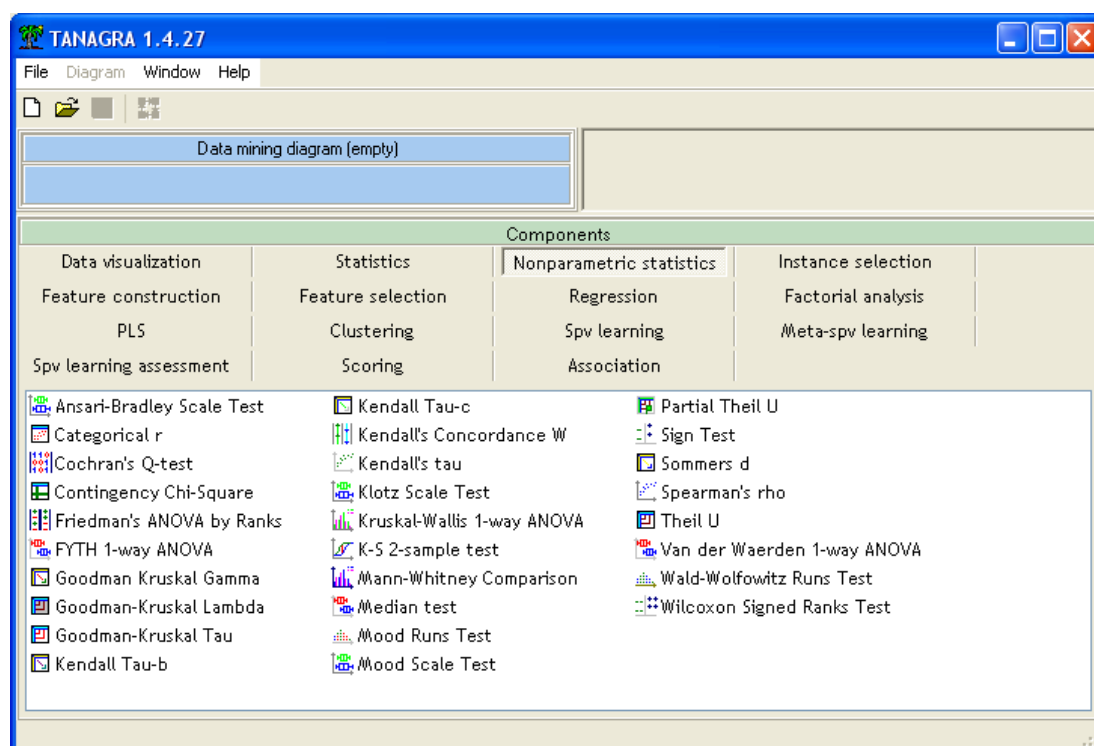 TANAGRA 1.4.27
File Diagram Window Help
Data mining diagram (empty)
Components
Data visualization Statistics Nonparametric statistics Instance selection
Feature construction Feature selection Regression Factorial analysis
PLS Clustering Spv learning Meta-spv learning
Spv learning assessment Scoring Association
Ansari-Bradley Scale Test Kendall Tau-c Partial Theil U
Categorical r Kendall's Concordance W Sign Test
Cochran's Q-test Kendall's tau Sommers d
Contingency Chi-Square Klotz Scale Test Spearman's rho
Friedman's ANOVA by Ranks Kruskal-Wallis 1-way ANOVA Theil U
FYTH 1-way ANOVA K-S 2-sample test Van der Waerden 1-way ANOVA
Goodman Kruskal Gamma Mann-Whitney Comparison Wald-Wolfowitz Runs Test
Goodman-Kruskal Lambda Median test Wilcoxon Signed Ranks Test
Goodman-Kruskal Tau Mood Runs Test
Kendall Tau-b Mood Scale Test